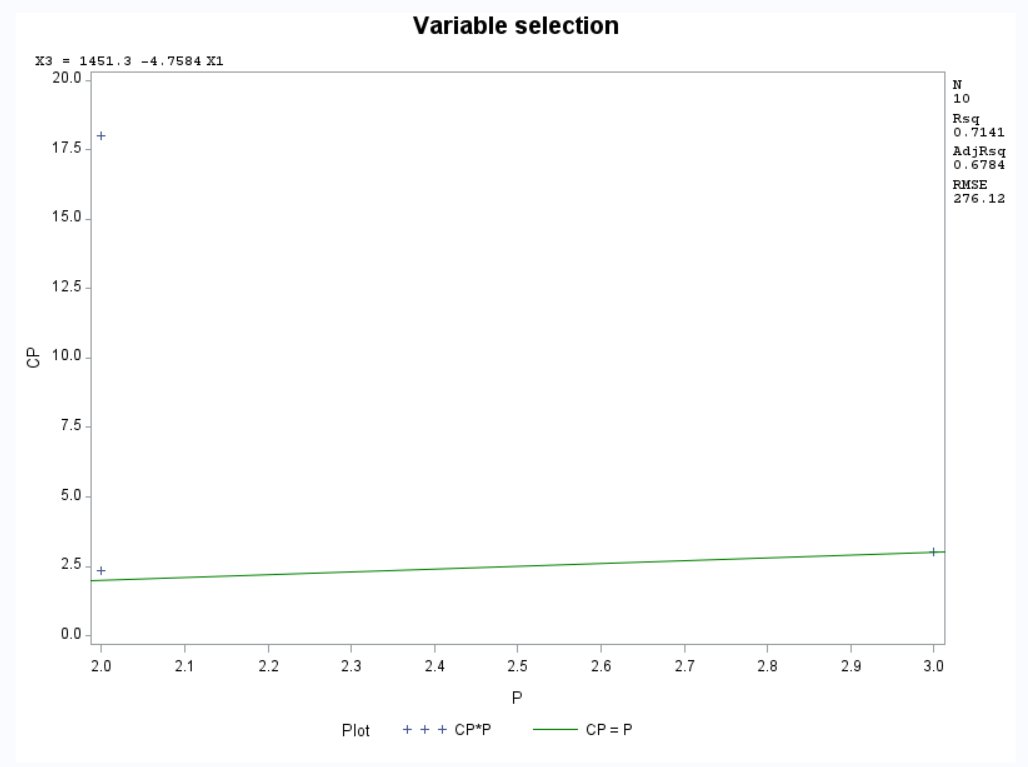 Variable selection
X3 = 1451.3 -4.7584 X1
20.0
17.5
15.0
12.5
10.0
7.5
5.0
2.5
0.0
CP
N
10
Rsq
0.7141
AdjRsq
0.6784
RMSE
276.12
2.0 2.1 2.2 2.3 2.4 2.5 2.6 2.7 2.8 2.9 3.0
P
Plot + + + CP*P CP = P